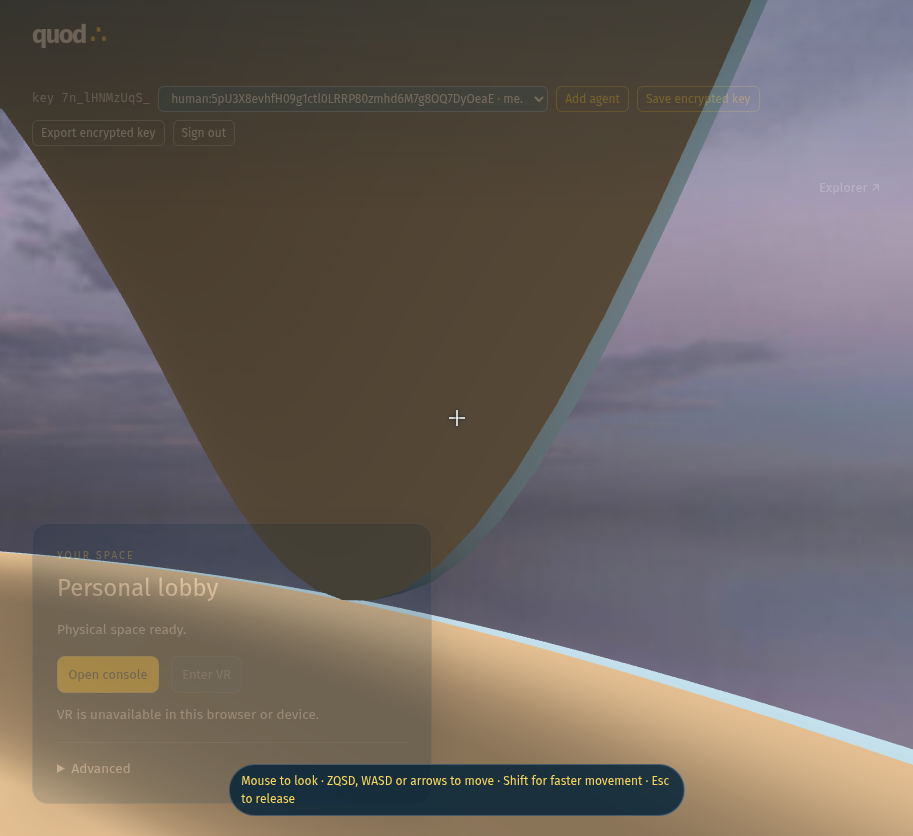 quod
key 7n_lHNMzUqS_ human:5pU3X8evhfH09g1ctl0LRRP80zmhd6M7g8OQ7DyOeaE · me. Add agent Save encrypted key
Export encrypted key Sign out
Explorer ↗
YOUR SPACE
Personal lobby
Physical space ready.
Open console Enter VR
VR is unavailable in this browser or device.
▶ Advanced
Mouse to look · ZQSD, WASD or arrows to move · Shift for faster movement · Esc
to release